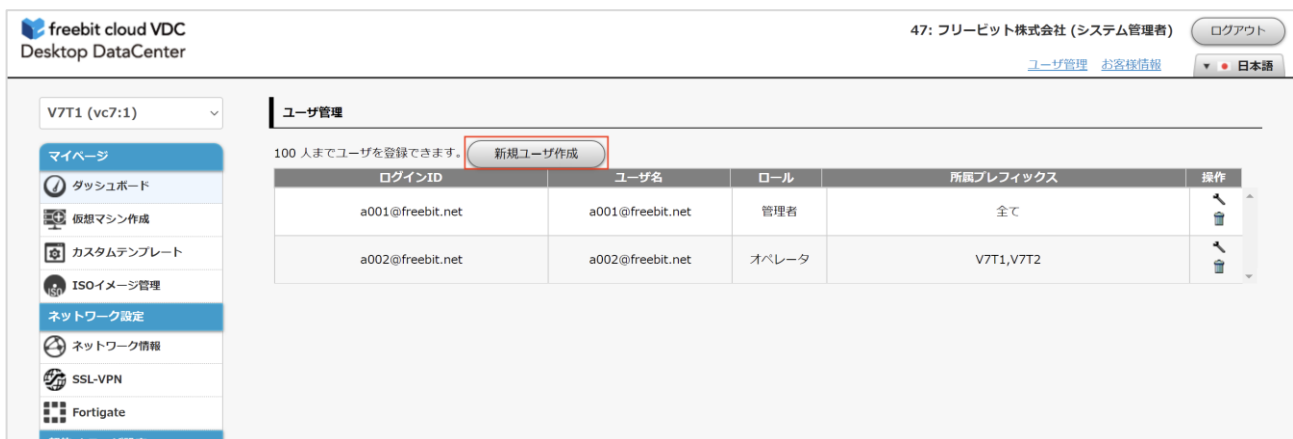 freebit cloud VDC
Desktop DataCenter
47: フリービット株式会社 (システム管理者)
ログアウト
ユーザ管理 お客様情報
▼ 日本語
V7T1 (vc7:1)
マイページ
ダッシュボード
仮想マシン作成
カスタムテンプレート
ISO
ISOイメージ管理
ネットワーク設定
ネットワーク情報
SSL-VPN
Fortigate
ユーザ管理
100 人までユーザを登録できます。 新規ユーザ作成
ログインID ユーザ名 ロール 所属プレフィックス 操作
a001@freebit.net a001@freebit.net 管理者 全て
a002@freebit.net a002@freebit.net オペレータ V7T1,V7T2